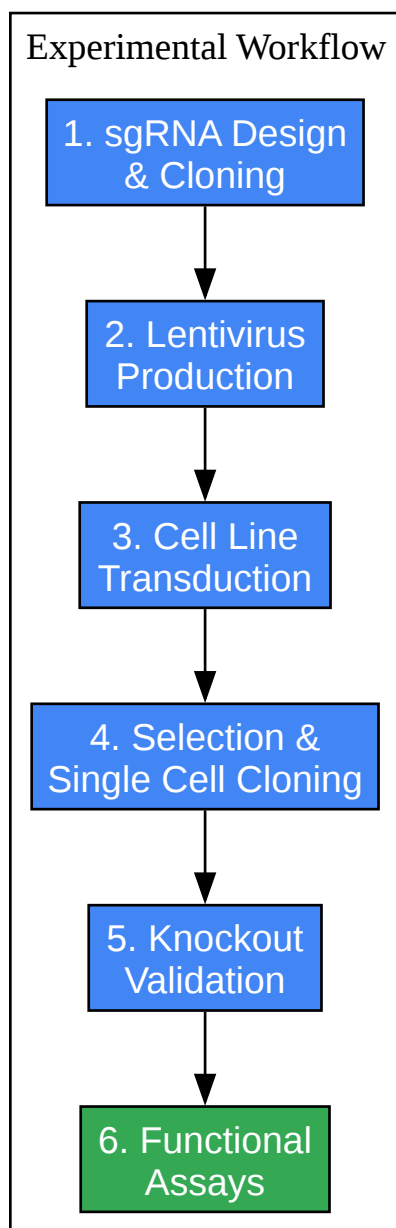 Experimental Workflow
1. sgRNA Design
& Cloning
2. Lentivirus
Production
3. Cell Line
Transduction
4. Selection &
Single Cell Cloning
5. Knockout
Validation
6. Functional
Assays